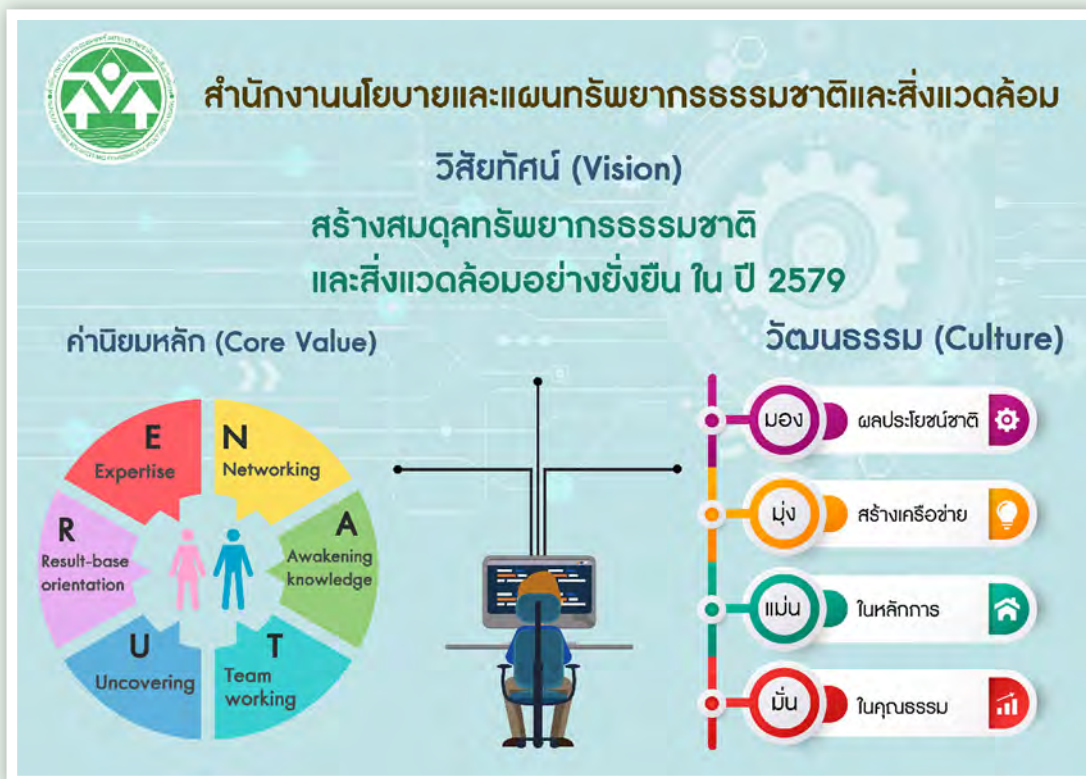 สำนักงานนโยบายและแผนทรัพยากรธรรมชาติและสิ่งแวดล้อม
วิสัยทัศน์ (Vision)
สร้างสมดุลทรัพยากรธรรมชาติ
และสิ่งแวดล้อมอย่างยั่งยืน ใน ปี 2579
ค่านิยมหลัก (Core Value)
N
Networking
A
Awakening
knowledge
T
Team
working
U
Uncovering
R
Result-base
orientation
E
Expertise
วัฒนธรรม (Culture)
มอง ผลประโยชน์ชาติ
มุ่ง สร้างเครือข่าย
แม่น ในหลักการ
มั่น ในคุณธรรม